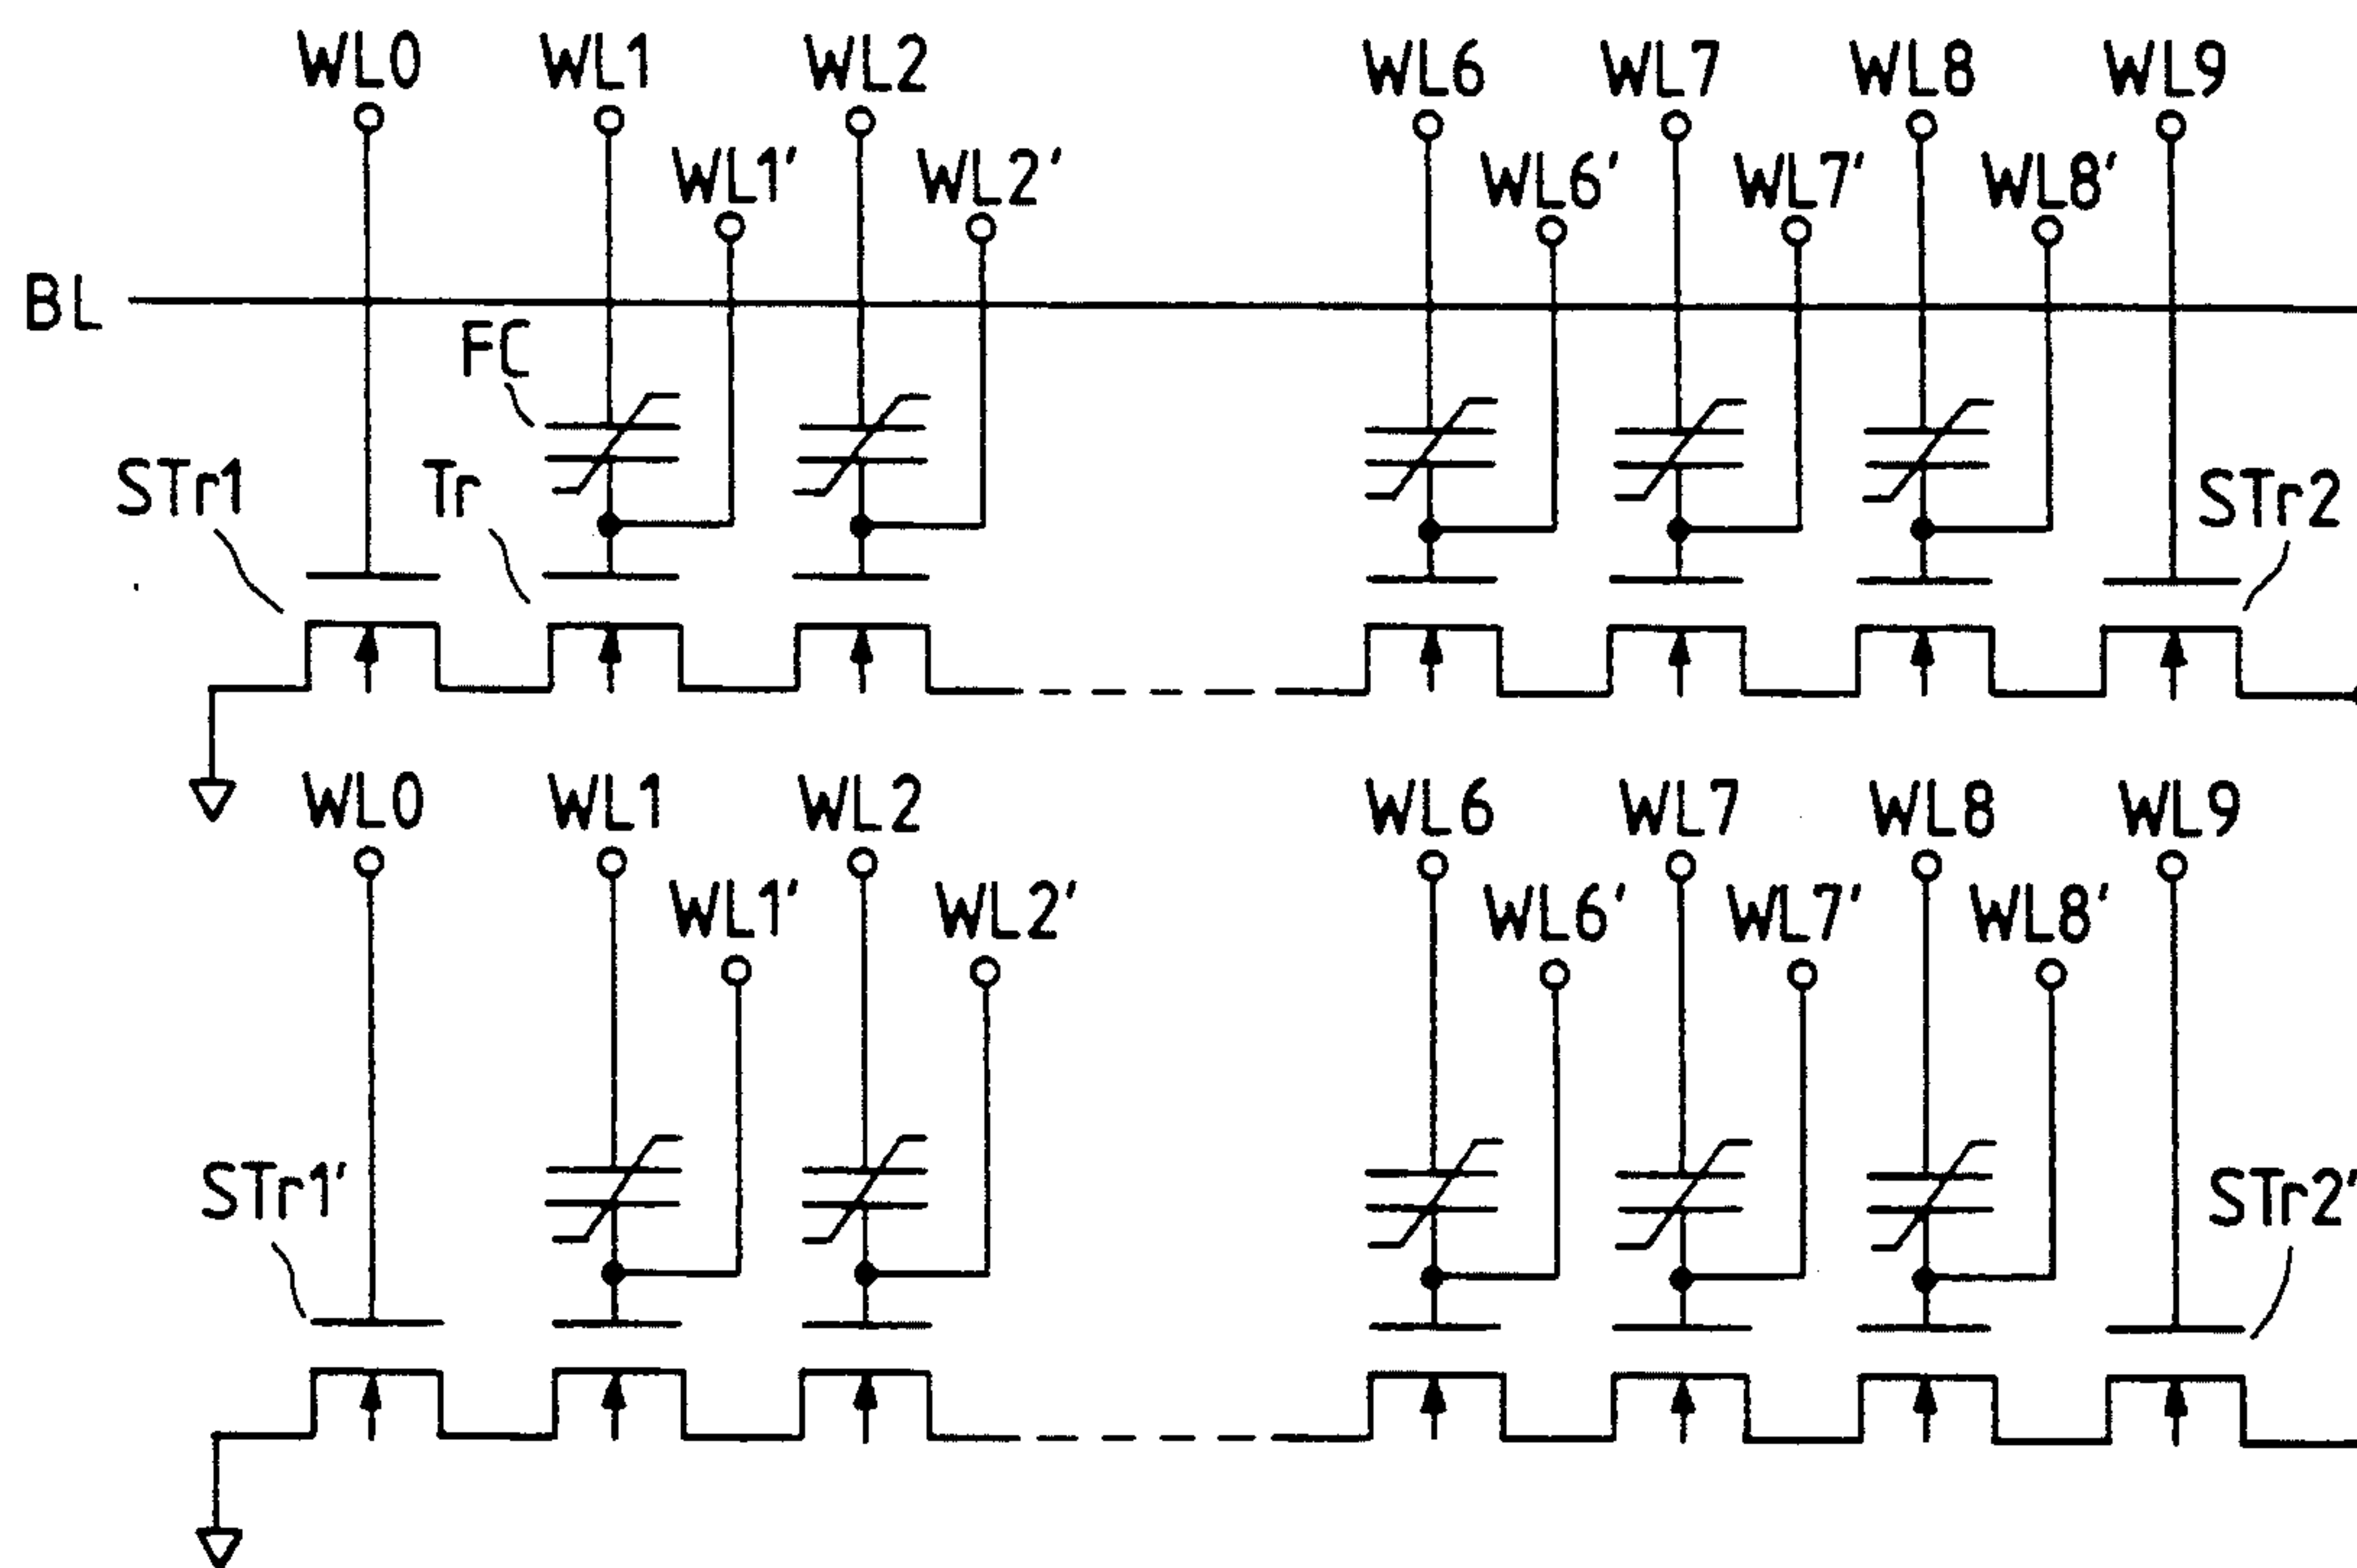 WL0 WL1 WL2 WL6 WL7 WL8 WL9
WL1' WL2' WL6' WL7' WL8'
BL
FC
STr1 Tr STr2
WL0 WL1 WL2 WL6 WL7 WL8 WL9
WL1' WL2' WL6' WL7' WL8'
STr1' STr2'